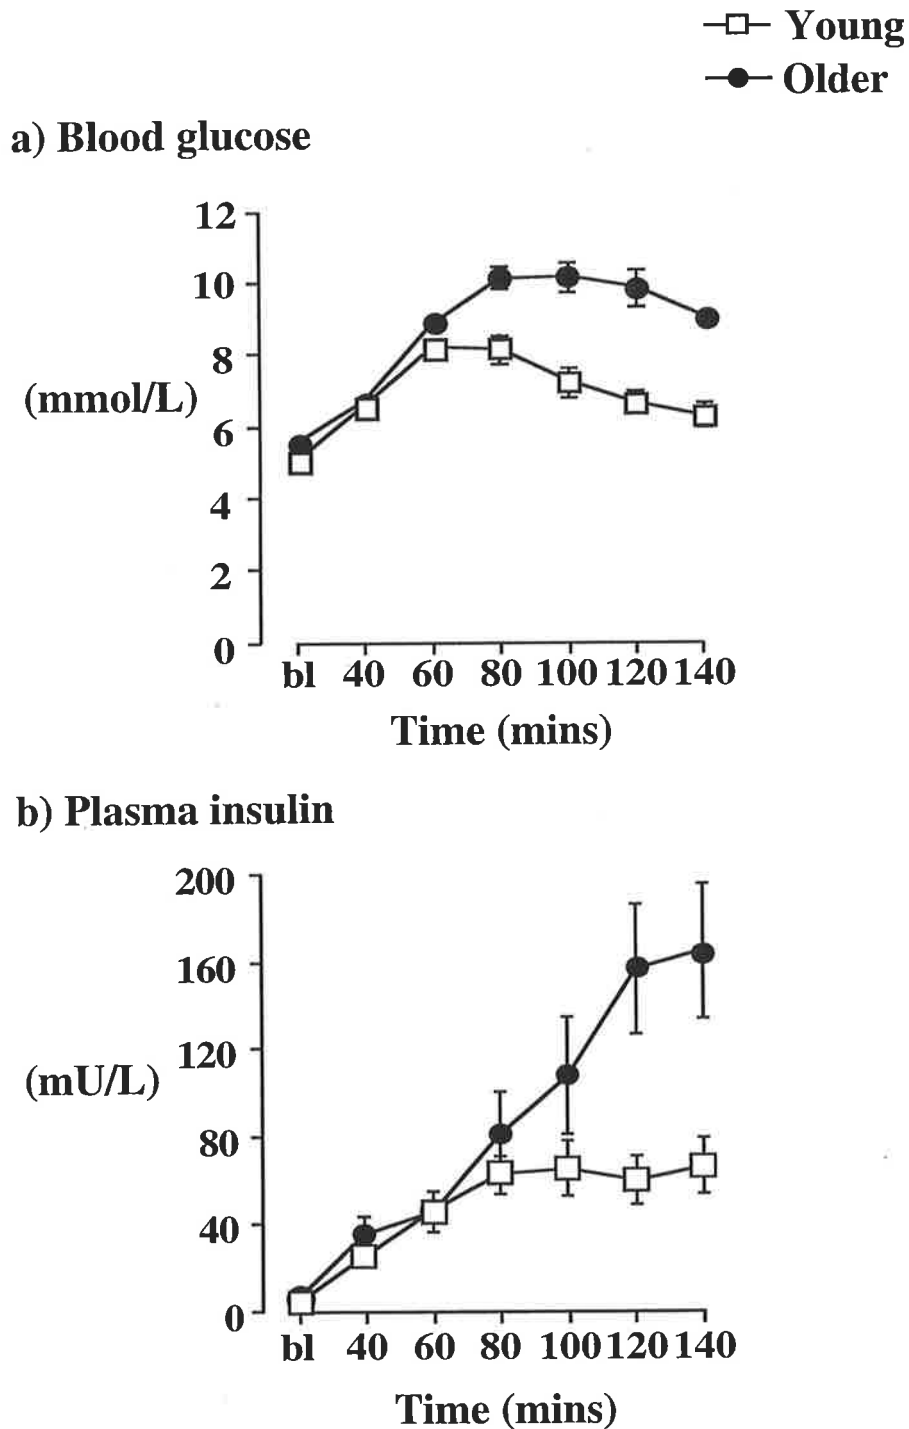 Young
Older
a) Blood glucose
12
10
8
(mmol/L)
6
4
2
0
bl 40 60 80 100 120 140
Time (mins)
b) Plasma insulin
200
160
120
(mU/L)
80
40
0
bl 40 60 80 100 120 140
Time (mins)